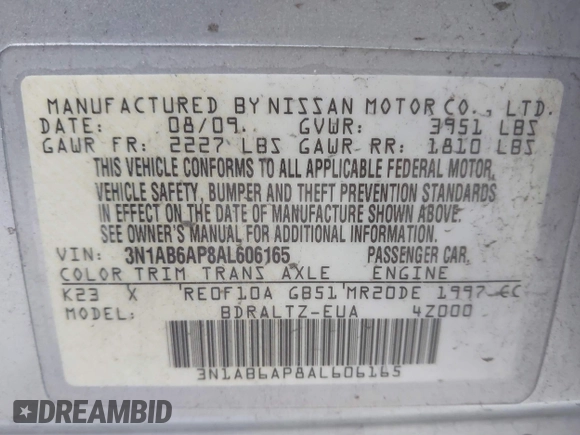 MANUFACTURED BY NISSAN MOTOR CO., LTD.
DATE: 08/09. GVWR: 3951 LBS
GAWR FR: 2227 LBS GAWR RR: 1810 LBS
THIS VEHICLE CONFORMS TO ALL APPLICABLE FEDERAL MOTOR
VEHICLE SAFETY, BUMPER AND THEFT PREVENTION STANDARDS
IN EFFECT ON THE DATE OF MANUFACTURE SHOWN ABOVE.
SEE OWNER'S MANUAL FOR ADDITIONAL INFORMATION.
VIN: 3N1AB6AP8AL606165 PASSENGER CAR.
COLOR TRIM TRANS AXLE ENGINE
K23 X RE0F10A GB51 MR20DE 1997 CC
MODEL: BDRALTZ-EUA 4Z000
3N1AB6AP8AL606165
DREAMBID